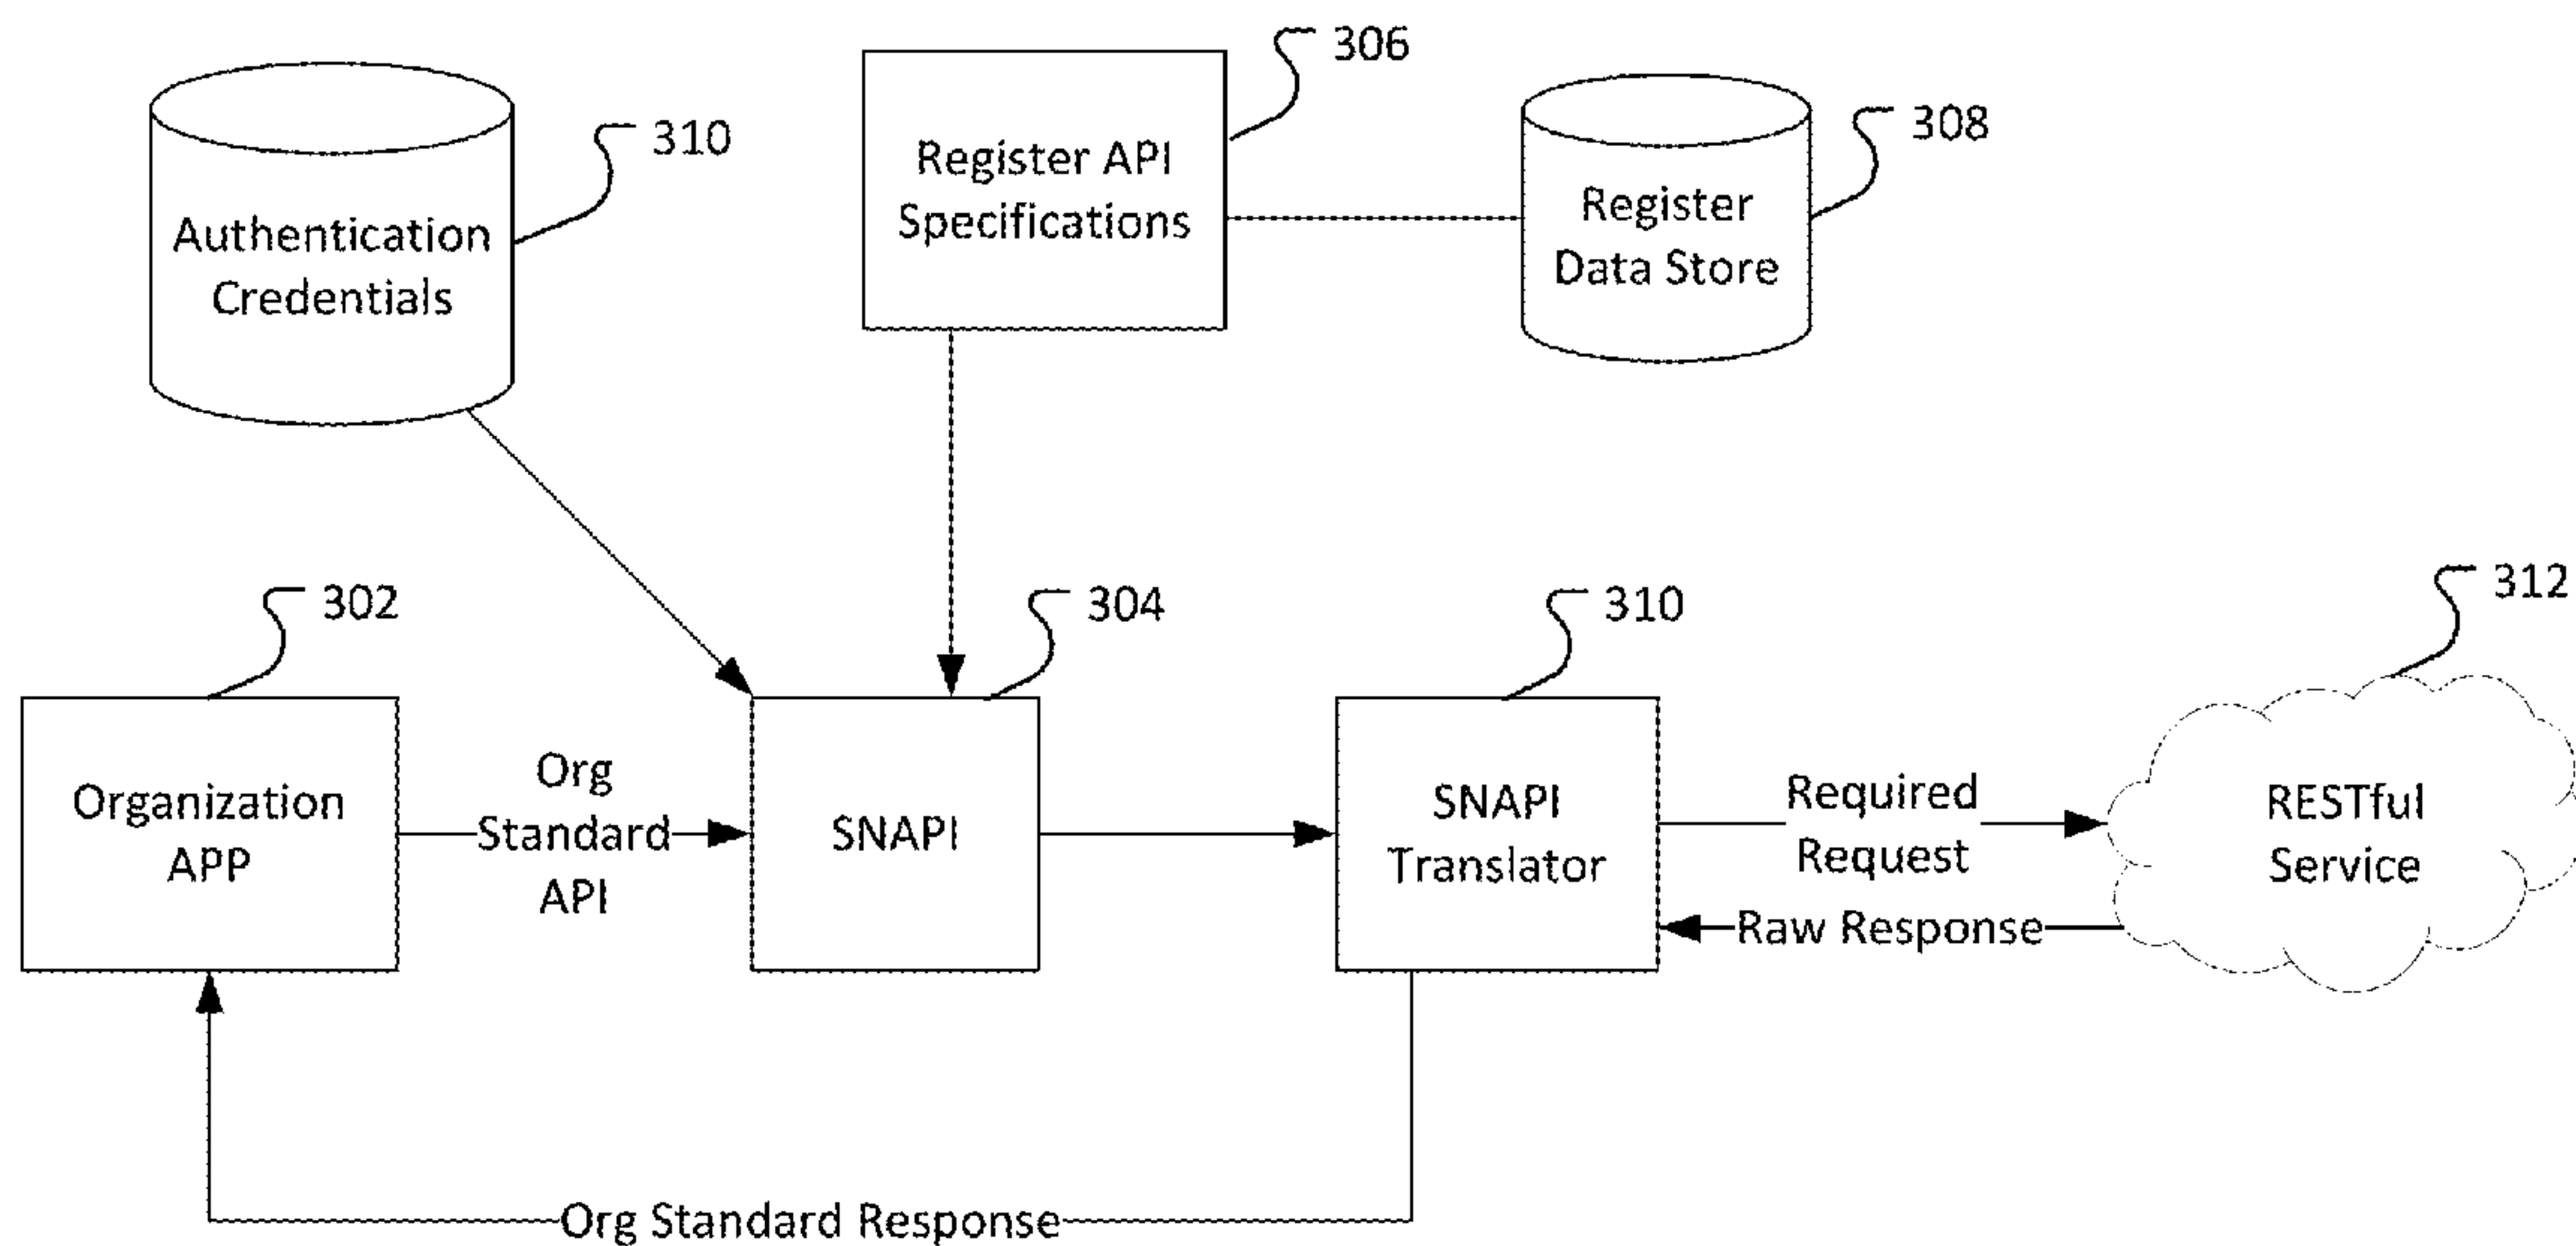 306
310
308
Register API
Specifications
Authentication
Credentials
Register
Data Store
302
304
310
312
Organization
APP
Org
Standard
API
SNAPI
SNAPI
Translator
Required
Request
Raw Response
RESTful
Service
Org Standard Response